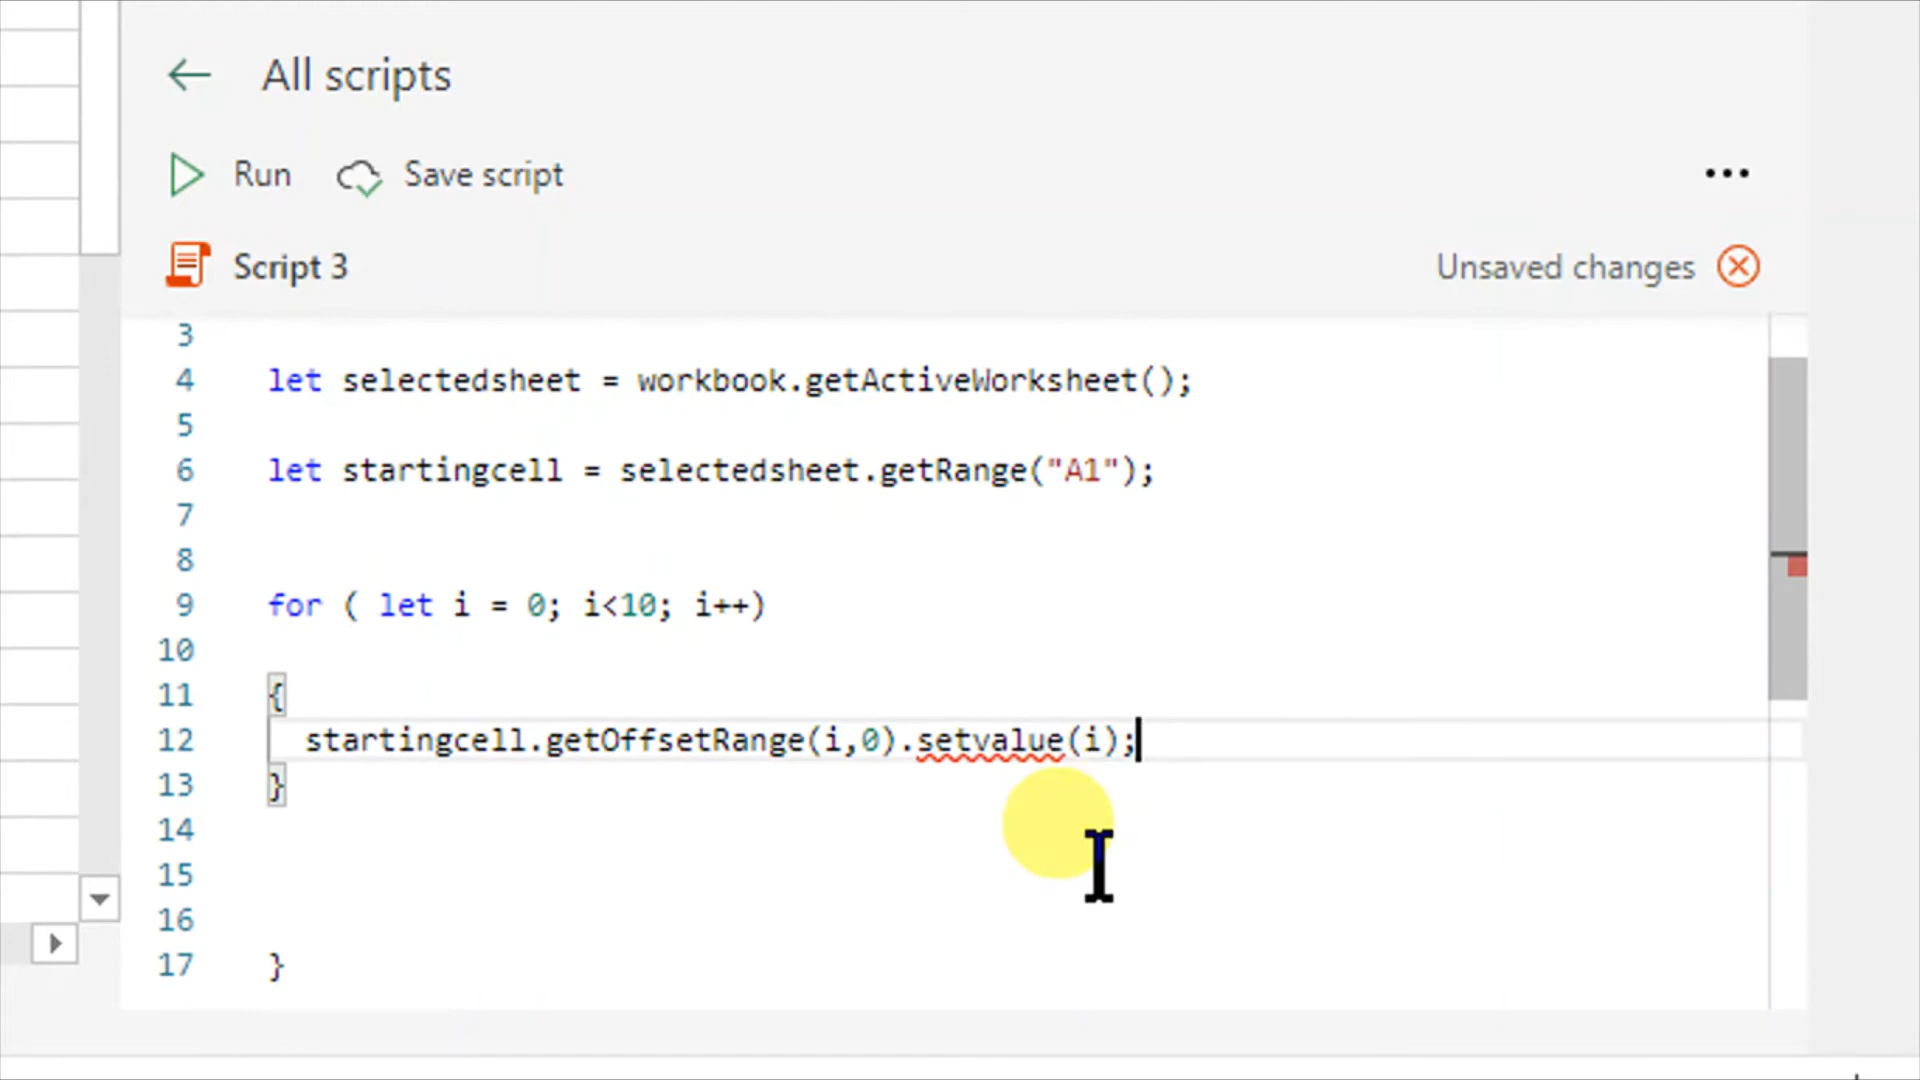 All scripts
Run Save script
Script 3 Unsaved changes
3
4 let selectedsheet = workbook.getActiveWorksheet();
5
6 let startingcell = selectedsheet.getRange("A1");
7
8
9 for ( let i = 0; i<10; i++)
10
11 {
12 startingcell.getOffsetRange(i,0).setvalue(i);
13 }
14
15
16
17 }